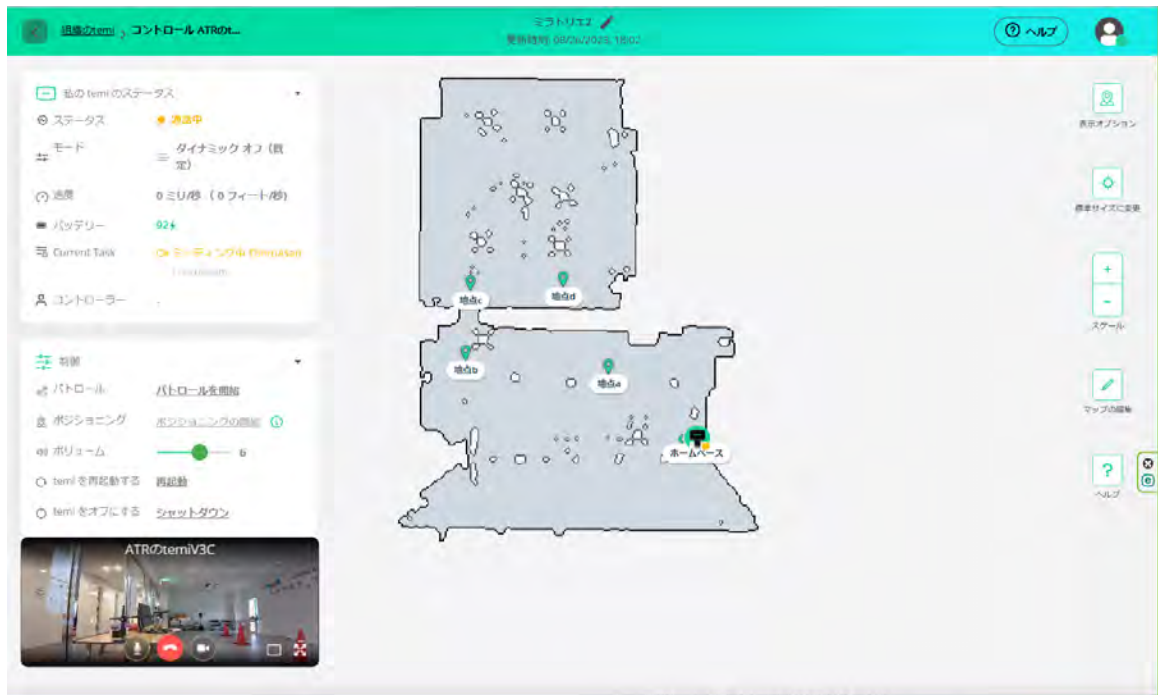 組織のtemi > コントロール ATRのt...
ミラトリエ2
更新時刻: 18:02
ヘルプ
私の temi のステータス
ステータス
モード
ダイナミック オフ (既定)
速度
0 ミリ/秒 (0 フィート/秒)
バッテリー
92
Current Task
コントローラー
-
制御
パトロール
パトロールを開始
ポジショニング
ポジショニングの開始
ボリューム
6
temi を再起動する
再起動
temi をオフにする
シャットダウン
ATRのtemiV3C
地点c
地点d
地点b
地点a
ホームベース
表示オプション
標準サイズに変更
+
-
スケール
マップの編集
?
ヘルプ